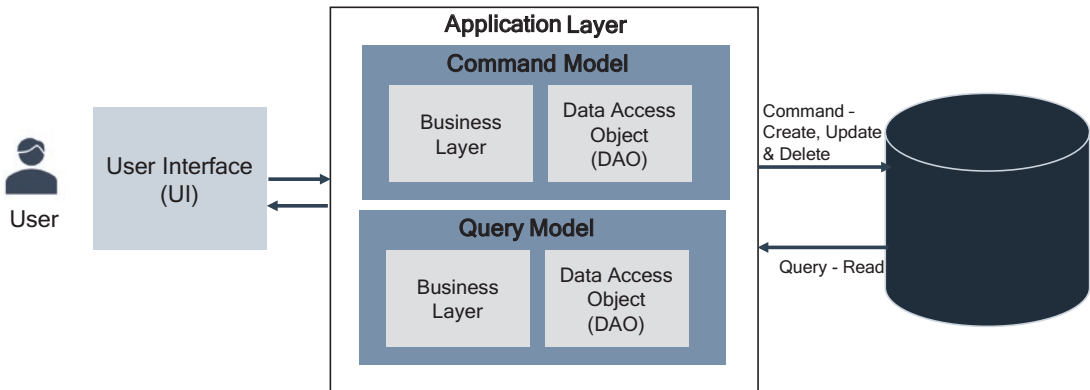 Application Layer
Command Model
Business
Layer
Data Access
Object
(DAO)
User
User Interface
(UI)
Command -
Create, Update
& Delete
Query Model
Business
Layer
Data Access
Object
(DAO)
Query - Read